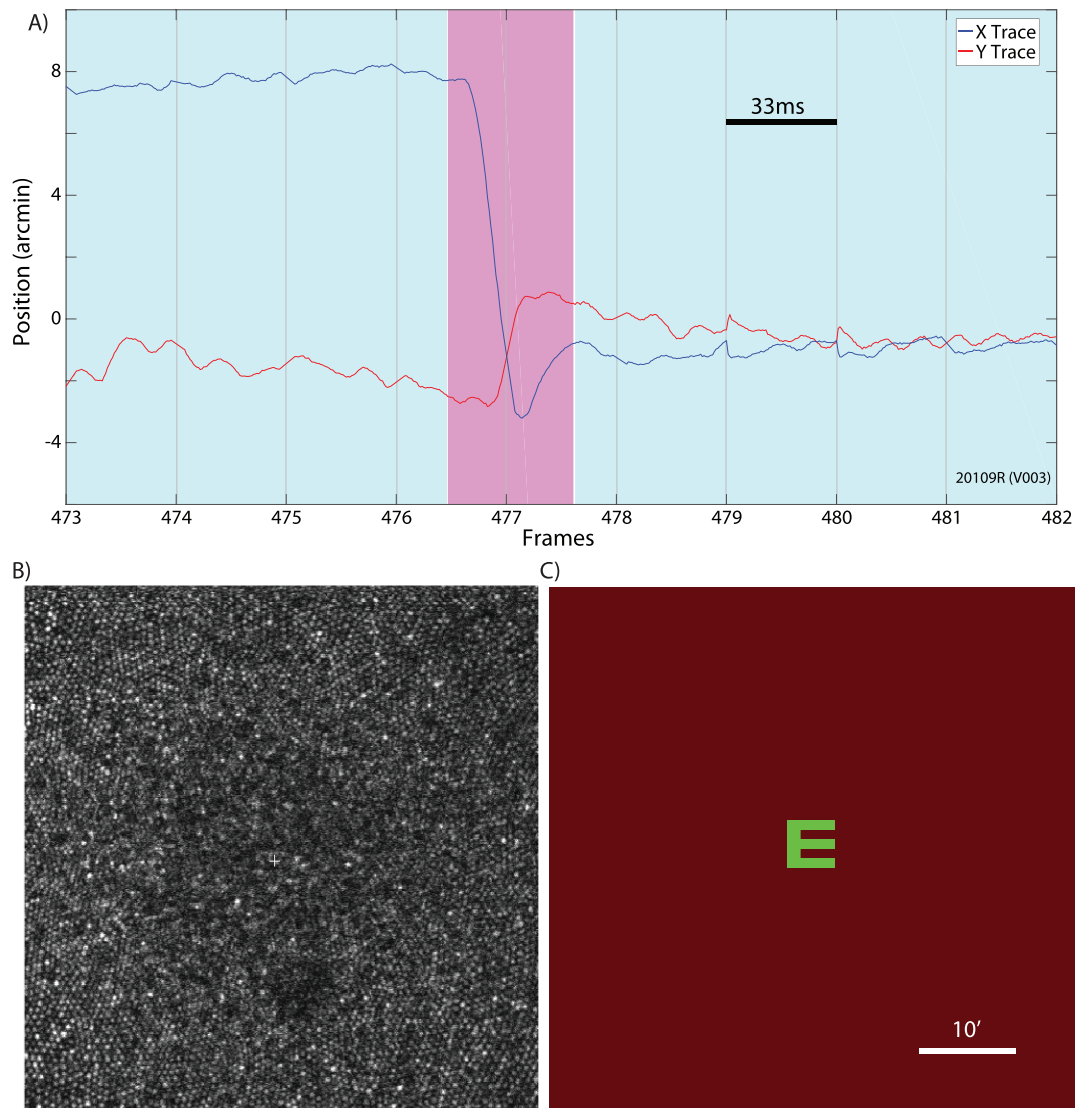 A)
X Trace
Y Trace
33ms
8
4
0
-4
Position (arcmin)
20109R (V003)
473 474 475 476 477 478 479 480 481 482
Frames
B)
C)
E
10′